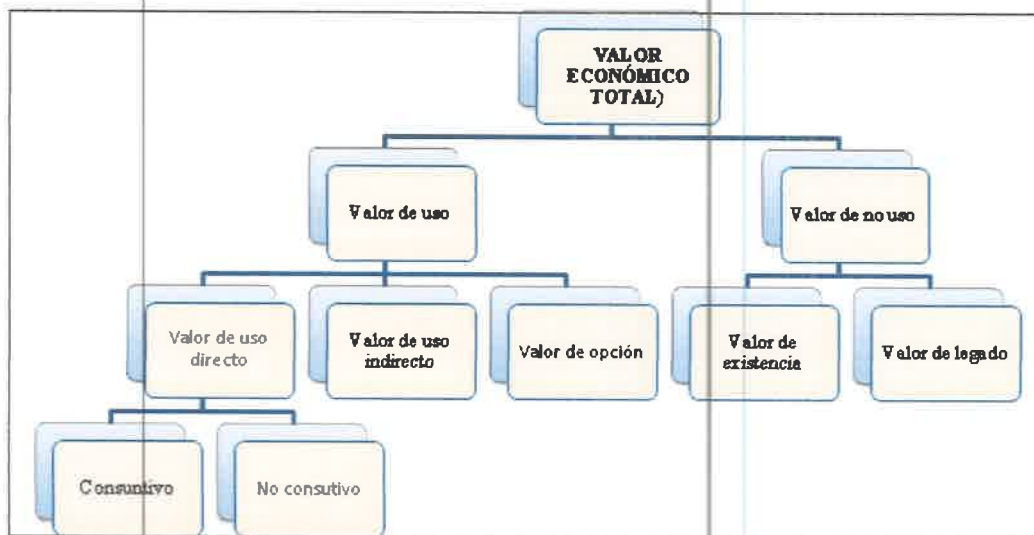 VALOR
ECONÓMICO
TOTAL)
Valor de uso
Valor de no uso
Valor de uso
directo
Valor de uso
indirecto
Valor de opción
Valor de
existencia
Valor de legado
Consuntivo
No consutivo